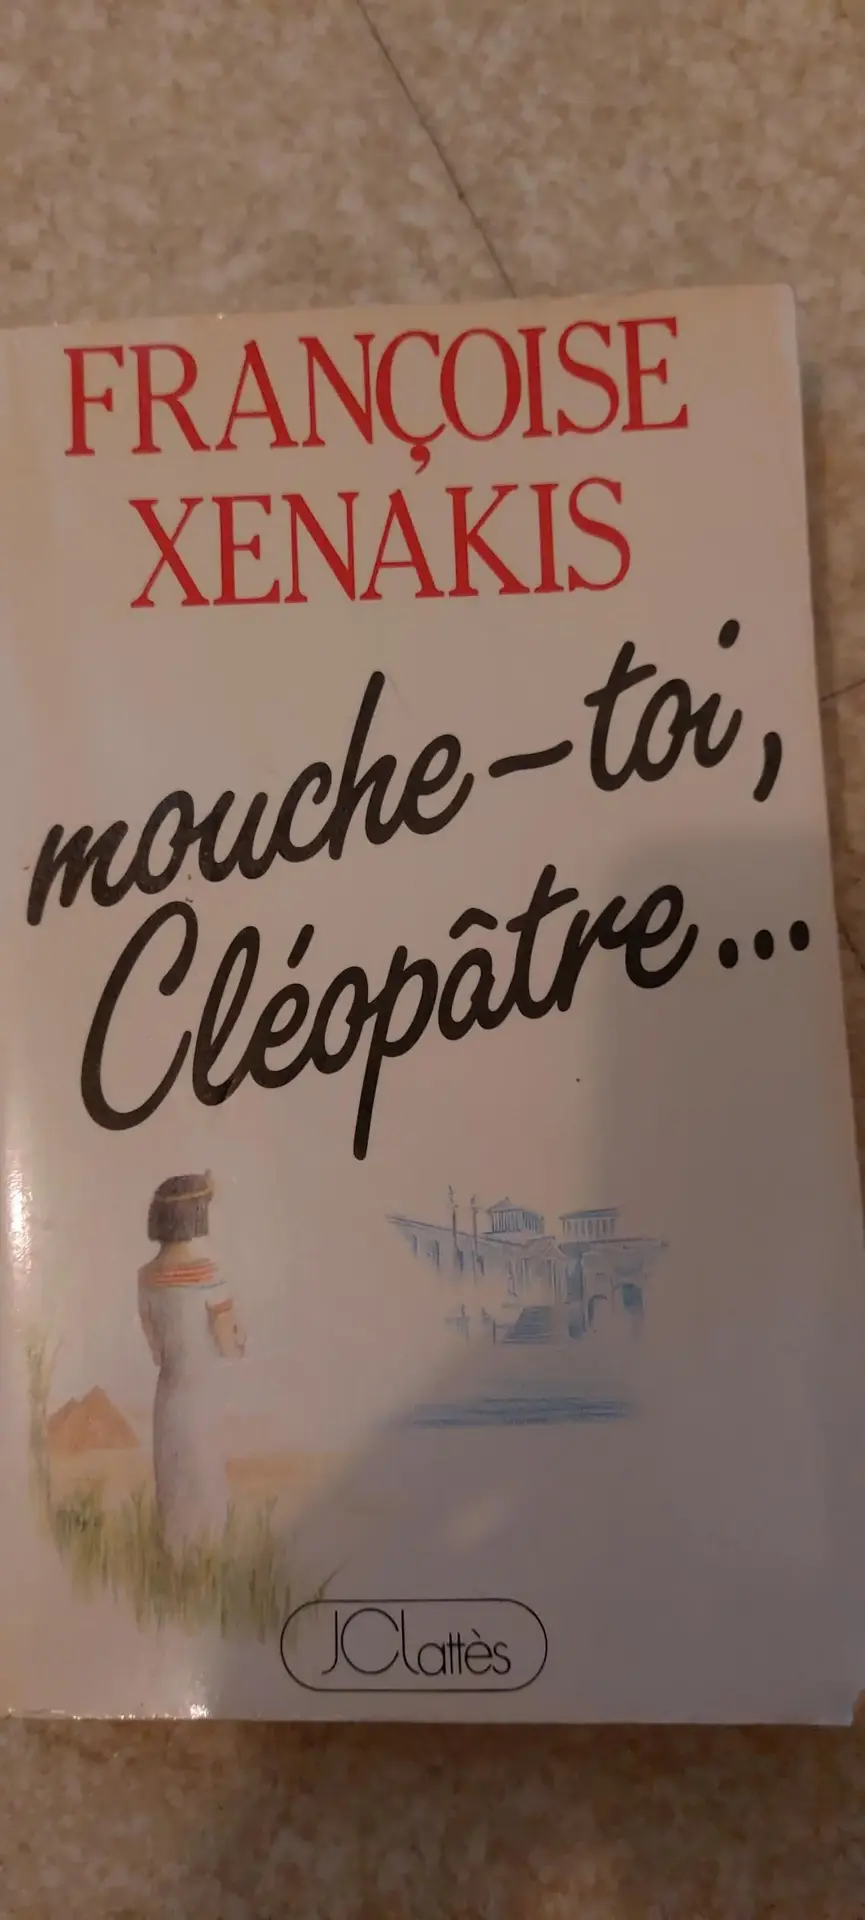 FRANÇOISE
XENAKIS
mouche-toi,
Cléopâtre...
JClattès